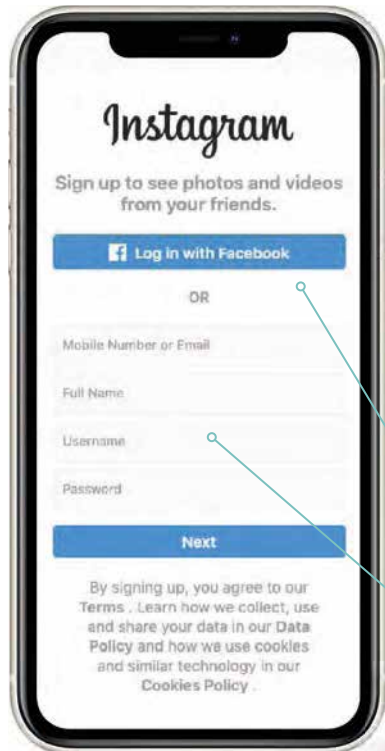 Instagram
Sign up to see photos and videos
from your friends.
Log in with Facebook
OR
Mobile Number or Email
Full Name
Username
Password
Next
By signing up, you agree to our
Terms . Learn how we collect, use
and share your data in our Data
Policy and how we use cookies
and similar technology in our
Cookies Policy .